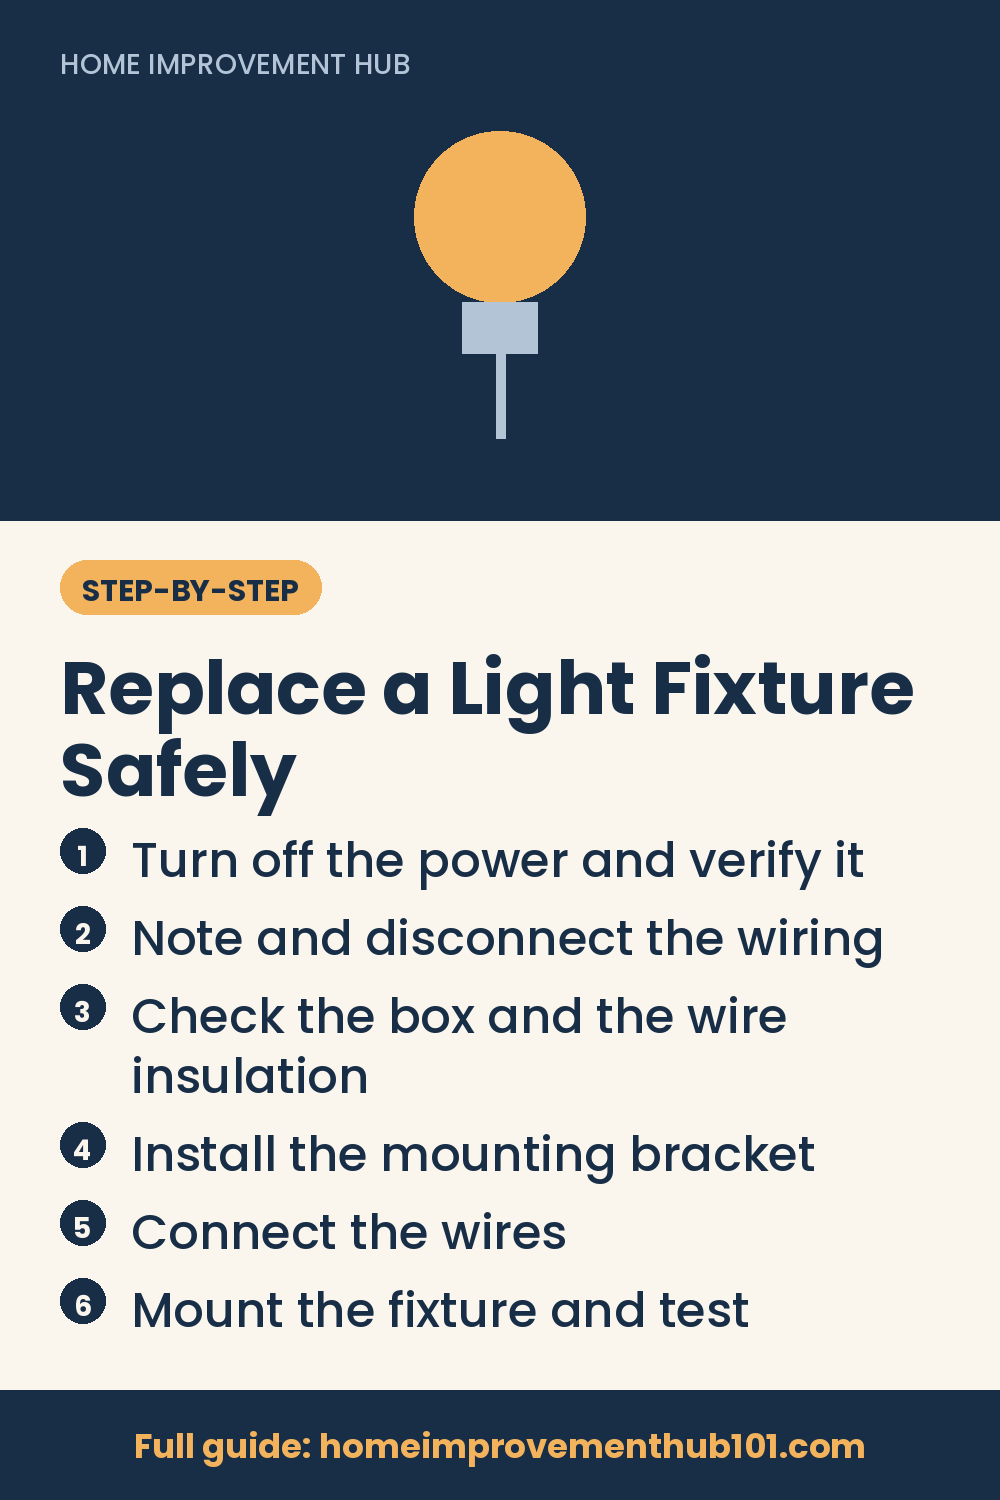 HOME IMPROVEMENT HUB
STEP-BY-STEP
Replace a Light Fixture
Safely
1 Turn off the power and verify it
2 Note and disconnect the wiring
3 Check the box and the wire
insulation
4 Install the mounting bracket
5 Connect the wires
6 Mount the fixture and test
Full guide: homeimprovementhub101.com